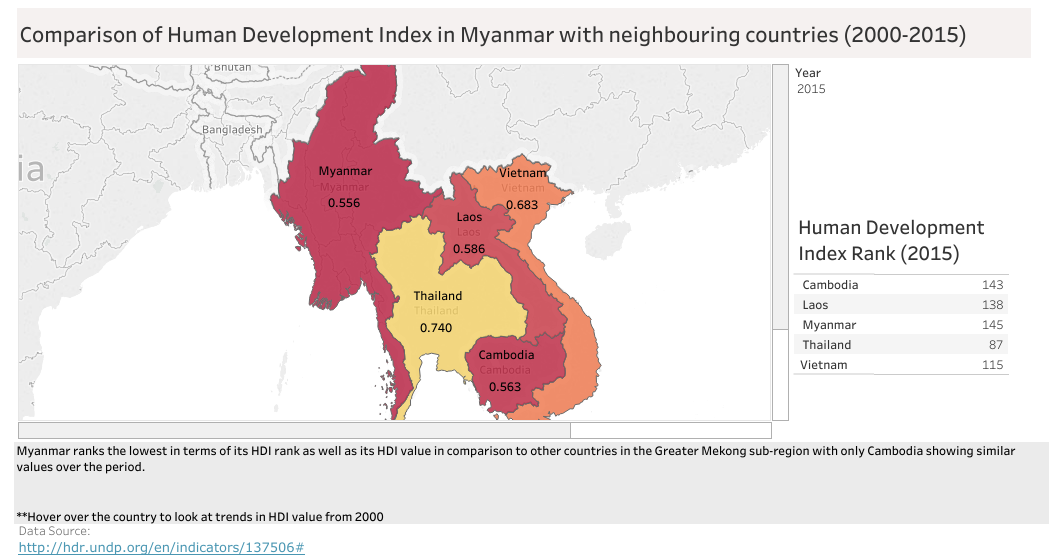 Comparison of Human Development Index in Myanmar with neighbouring countries (2000-2015)
Bhutan
Bangladesh
ia
Myanmar
Myanmar
0.556
Vietnam
Vietnam
0.683
Laos
Laos
0.586
Thailand
Thailand
0.740
Cambodia
Cambodia
0.563
Year
2015
Human Development
Index Rank (2015)
Cambodia 143
Laos 138
Myanmar 145
Thailand 87
Vietnam 115
Myanmar ranks the lowest in terms of its HDI rank as well as its HDI value in comparison to other countries in the Greater Mekong sub-region with only Cambodia showing similar
values over the period.
**Hover over the country to look at trends in HDI value from 2000
Data Source:
http://hdr.undp.org/en/indicators/137506#